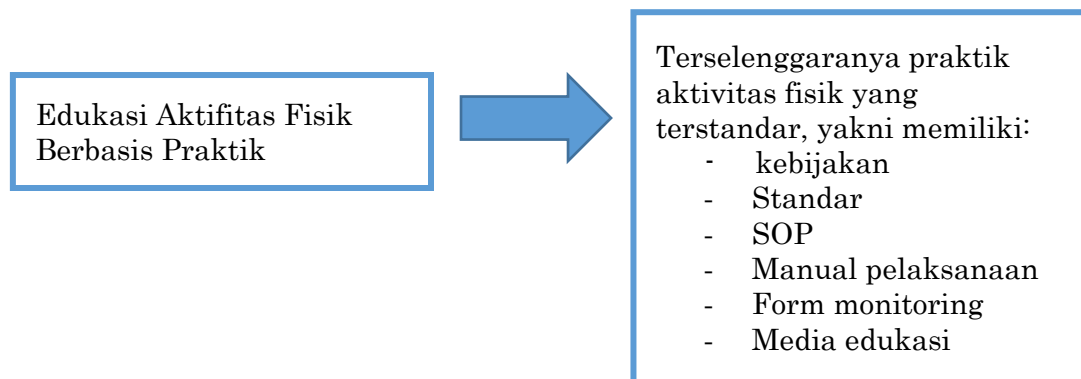 Edukasi Aktifitas Fisik
Berbasis Praktik
Terselenggaranya praktik
aktivitas fisik yang
terstandar, yakni memiliki:
- kebijakan
- Standar
- SOP
- Manual pelaksanaan
- Form monitoring
- Media edukasi